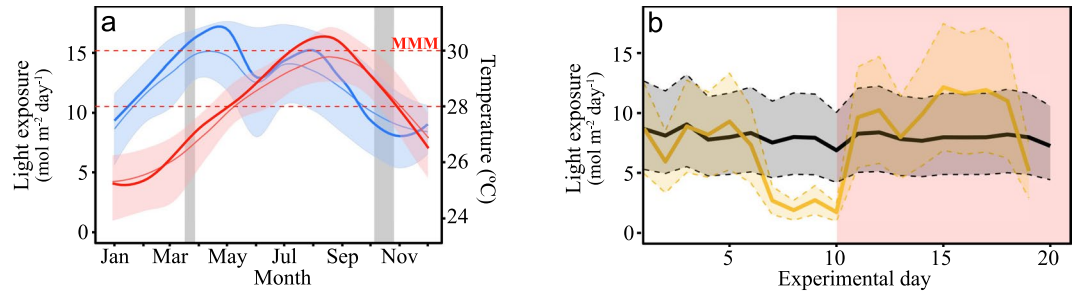 a
MMM
15
10
5
0
Light exposure
(mol m⁻² day⁻¹)
30
28
26
24
Temperature (ºC)
Jan Mar May Jul Sep Nov
Month
b
15
10
5
0
Light exposure
(mol m⁻² day⁻¹)
5 10 15 20
Experimental day